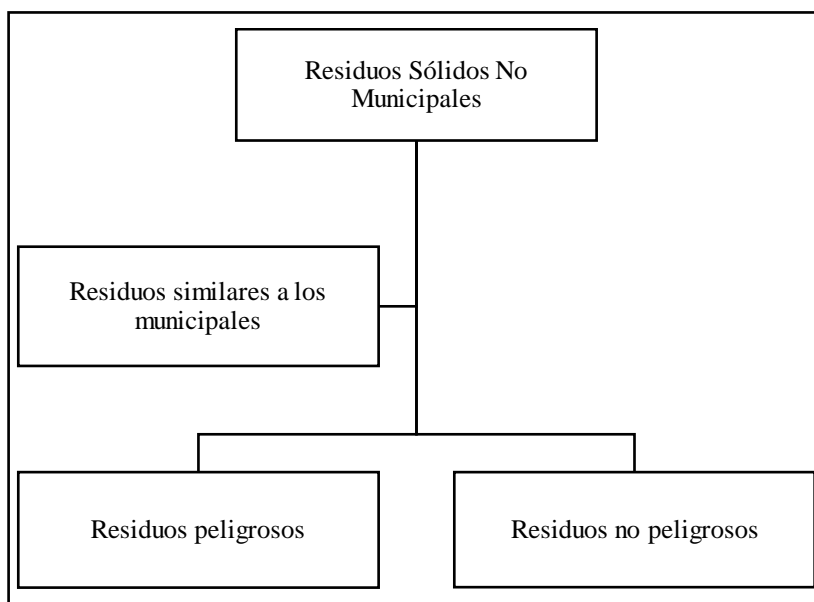 Residuos Sólidos No
Municipales
Residuos similares a los
municipales
Residuos peligrosos
Residuos no peligrosos